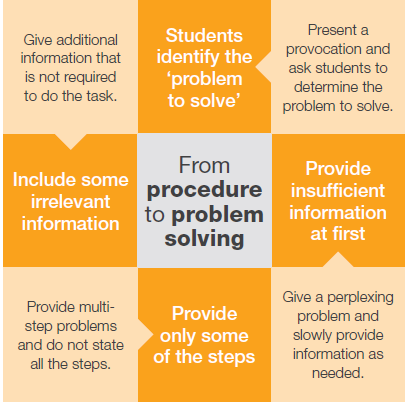 Give additional
information that
is not required
to do the task.
Students
identify the
‘problem
to solve’
Present a
provocation and
ask students to
determine the
problem to solve.
Include some
irrelevant
information
From
procedure
to problem
solving
Provide
insufficient
information
at first
Provide multi-
step problems
and do not state
all the steps.
Provide
only some
of the steps
Give a perplexing
problem and
slowly provide
information as
needed.